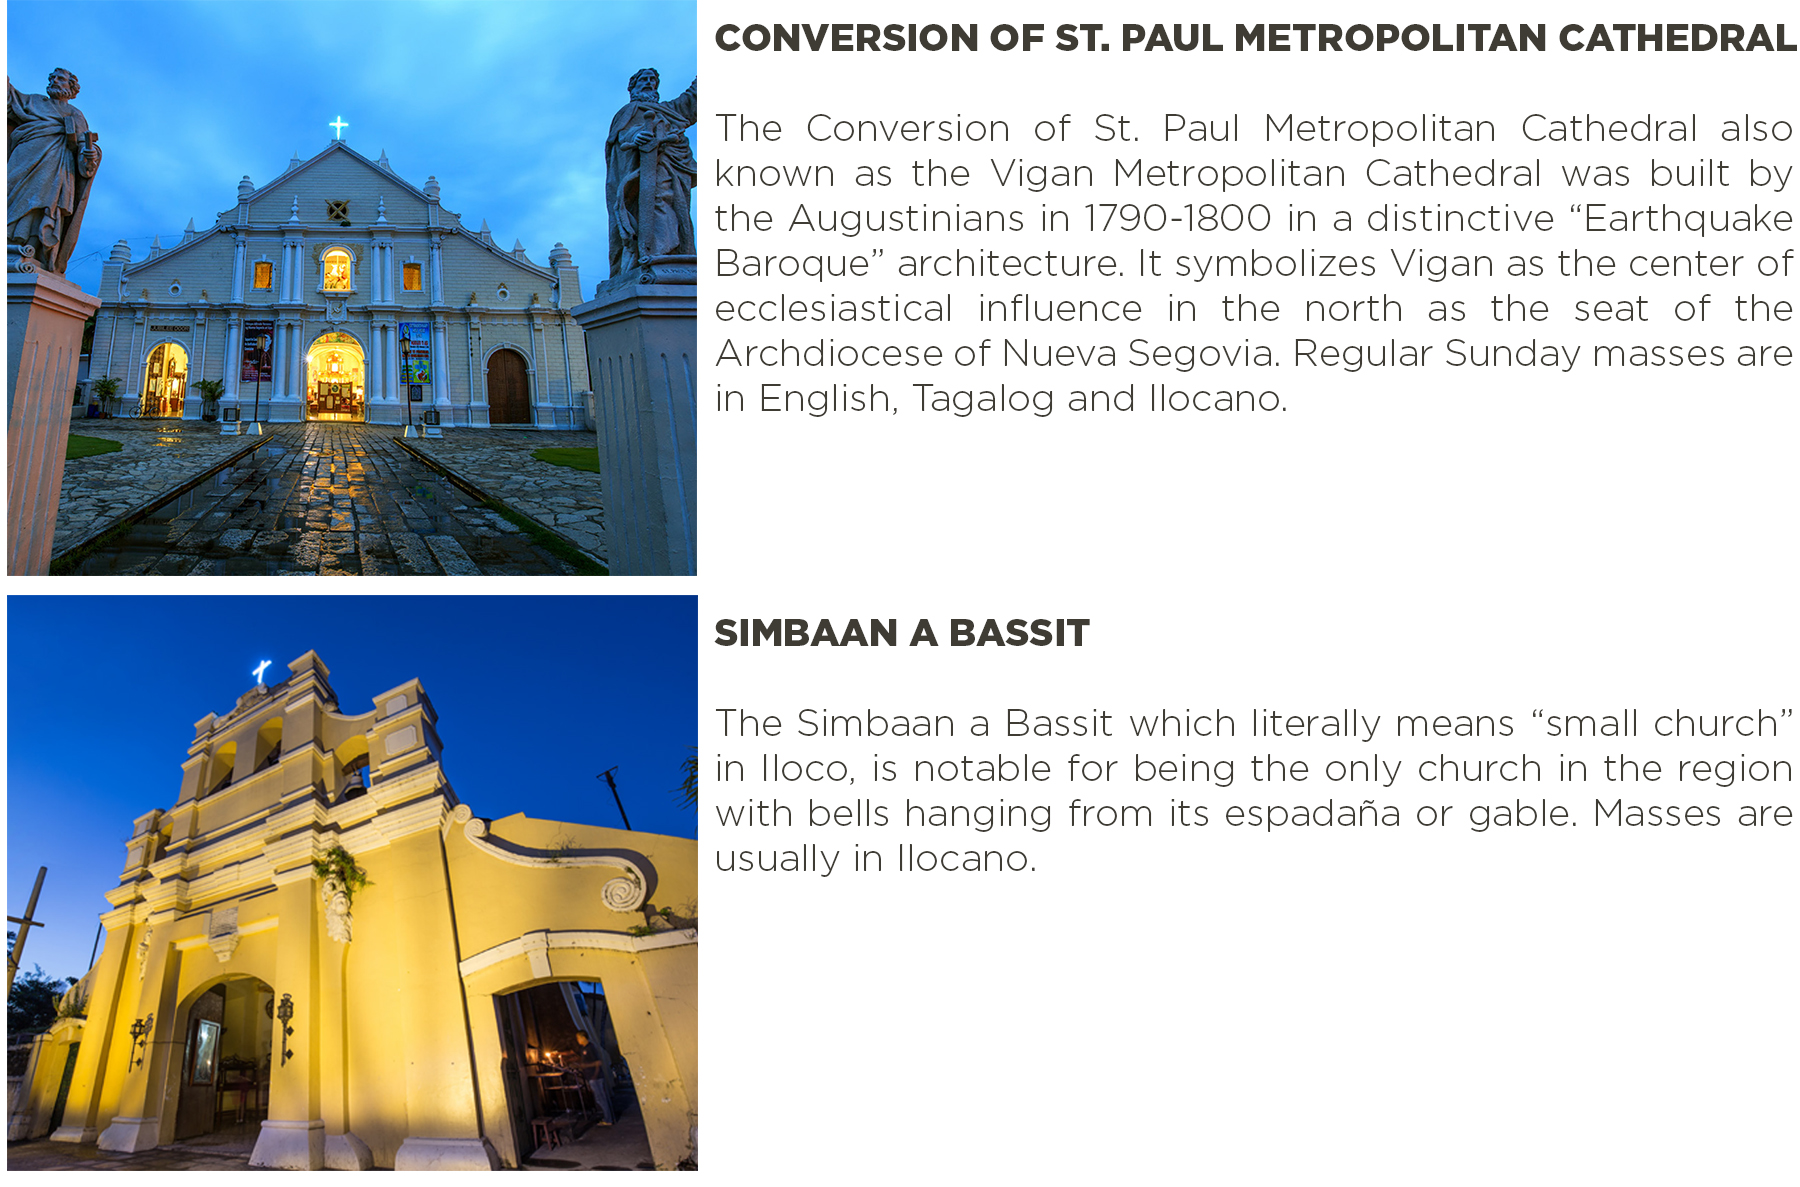 CONVERSION OF ST. PAUL METROPOLITAN CATHEDRAL
The Conversion of St. Paul Metropolitan Cathedral also
known as the Vigan Metropolitan Cathedral was built by
the Augustinians in 1790-1800 in a distinctive “Earthquake
Baroque” architecture. It symbolizes Vigan as the center of
ecclesiastical influence in the north as the seat of the
Archdiocese of Nueva Segovia. Regular Sunday masses are
in English, Tagalog and Ilocano.
JUBILEE DOOR
SIMBAAN A BASSIT
The Simbaan a Bassit which literally means “small church”
in Iloco, is notable for being the only church in the region
with bells hanging from its espadaña or gable. Masses are
usually in Ilocano.